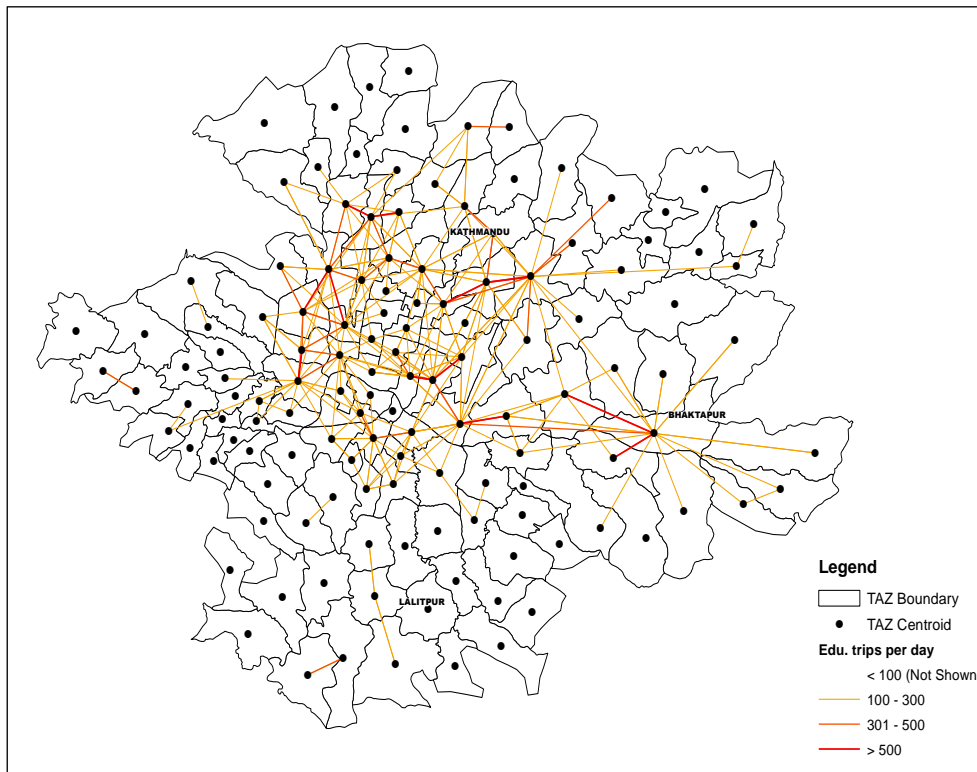 KATHMANDU
BHAKTAPUR
LALITPUR
Legend
TAZ Boundary
TAZ Centroid
Edu. trips per day
< 100 (Not Shown
100 - 300
301 - 500
> 500